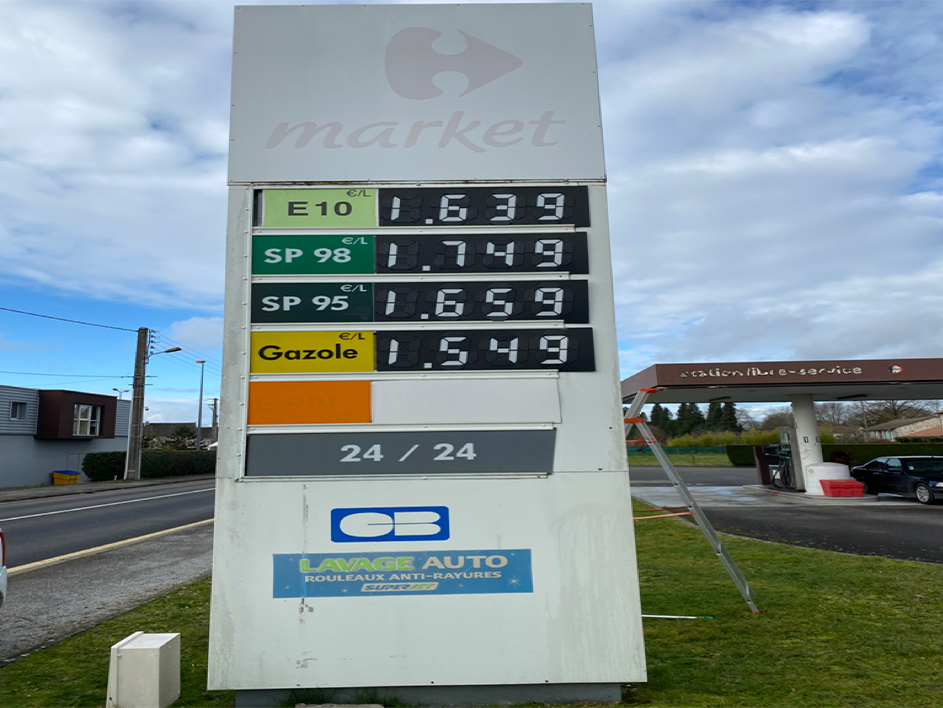 market
E10 €/L 1.639
SP 98 €/L 1.749
SP 95 €/L 1.659
Gazole €/L 1.549
24 / 24
CB
LAVAGE AUTO
ROULEAUX ANTI-RAYURES
SUPERJET
station libre-service